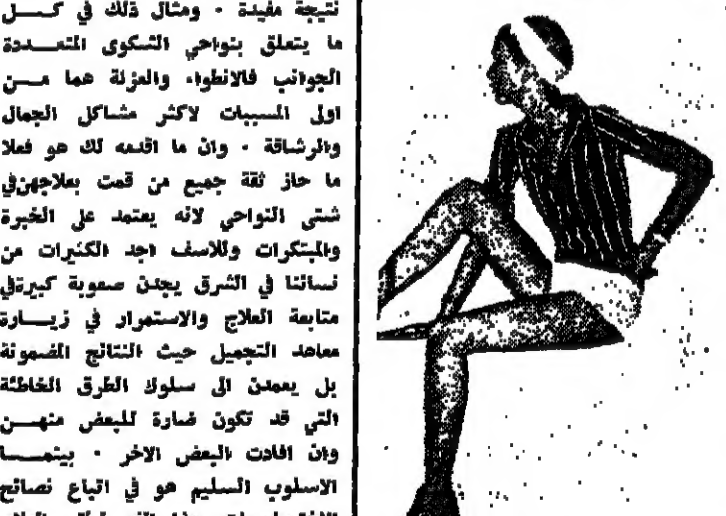 نتيجة مفيدة . ومثال ذلك في كل
ما يتعلق بنواحي الشكوى المتعددة
الجوانب فالانطواء والعزلة هما من
اولى المسببات لاكثر مشاكل الجمال
والرشاقة . وان ما اقدمه لك هو فعلا
ما حاز ثقة جميع من قمت بعلاجهن في
شتى النواحي لانه يعتمد على الخبرة
والمبتكرات وللاسف اجد الكثيرات من
نسائنا في الشرق يجدن صعوبة كبيرة في
متابعة العلاج والاستمرار في زيارة
معاهد التجميل حيث النتائج المضمونة
بل يعمدن الى سلوك الطرق الخاطئة
التي قد تكون ضارة للبعض منهن
وان افادت البعض الاخر . بينما
الاسلوب السليم هو في اتباع نصائح